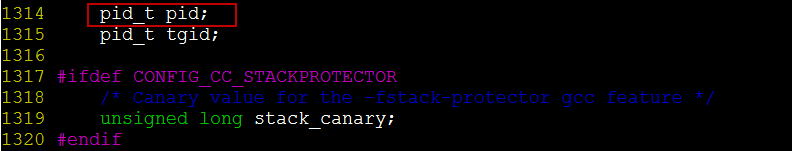 1314 pid_t pid;
1315 pid_t tgid;
1316
1317 #ifdef CONFIG_CC_STACKPROTECTOR
1318 /* Canary value for the -fstack-protector gcc feature */
1319 unsigned long stack_canary;
1320 #endif